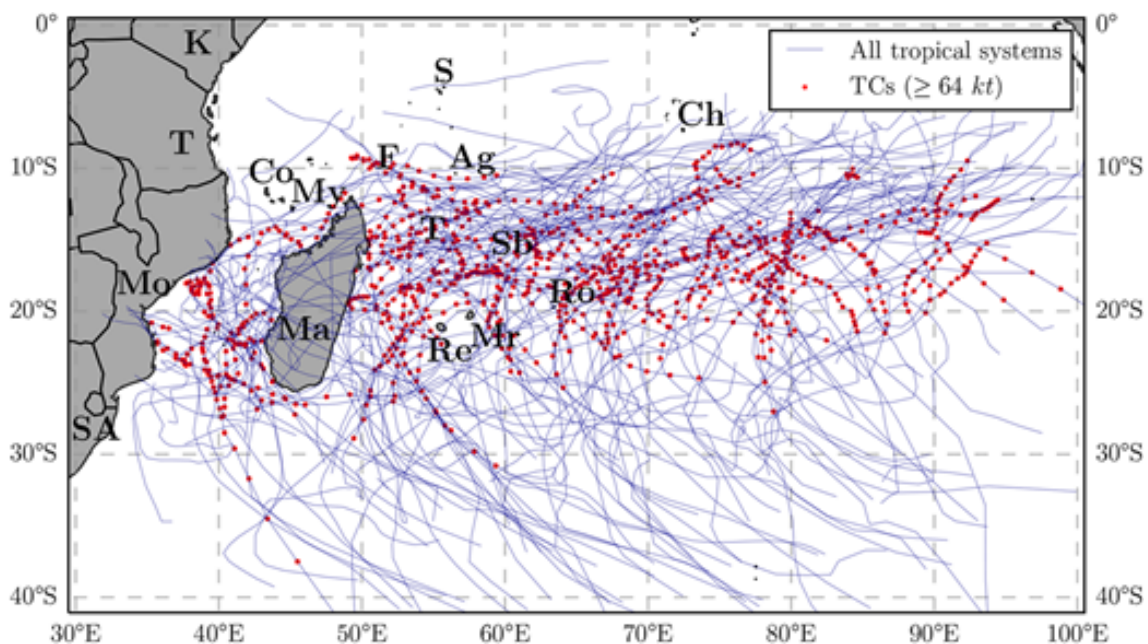 0°
0°
K
All tropical systems
S
TCs (≥ 64 kt)
Ch
T
F
Ag
10°S
10°S
Co
My
T
Sb
Mo
Ro
20°S
20°S
Ma
Re
Mr
SA
30°S
30°S
40°S
40°S
30°E
40°E
50°E
60°E
70°E
80°E
90°E
100°E